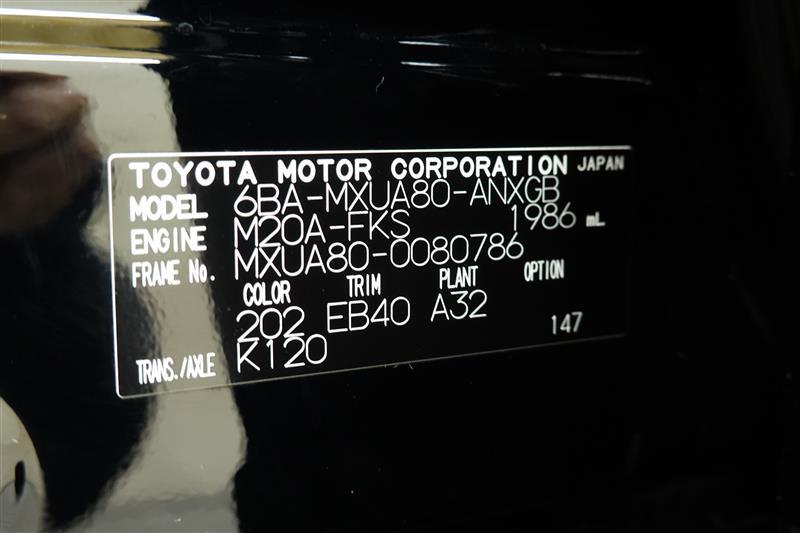 TOYOTA MOTOR CORPORATION JAPAN
MODEL 6BA-MXUA80-ANXGB
ENGINE M20A-FKS 1986 mL
FRAME No. MXUA80-0080786
COLOR TRIM PLANT OPTION
202 EB40 A32
147
TRANS./AXLE K120